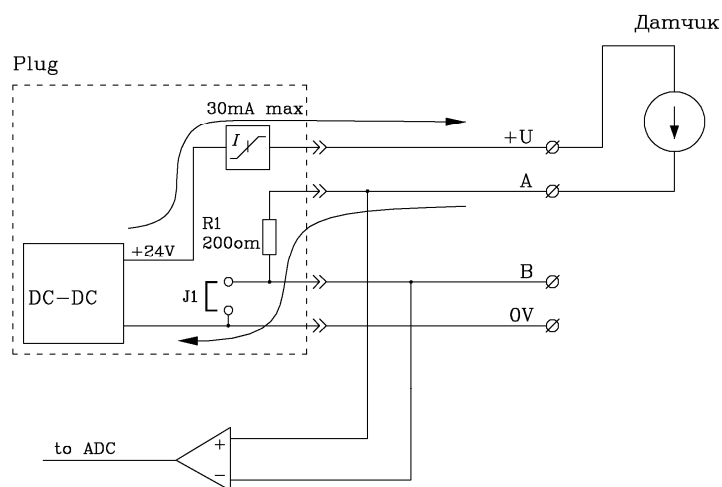 Датчик
Plug
30mA max
I
+U
A
R1
200om
+24V
DC-DC
J1
B
0V
to ADC
+
-